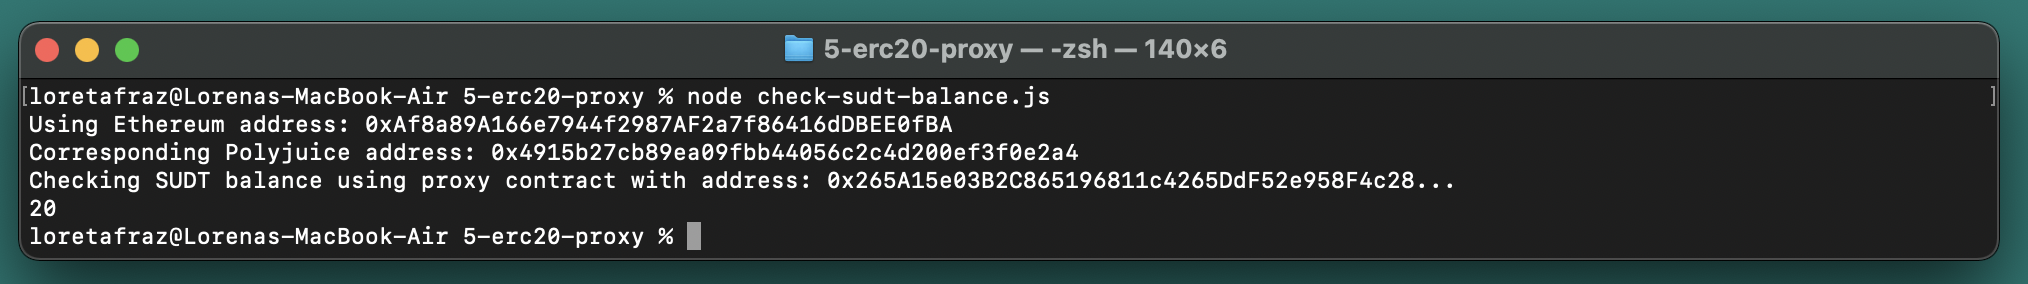 5-erc20-proxy — -zsh — 140×6
[loretafraz@Lorenas-MacBook-Air 5-erc20-proxy % node check-sudt-balance.js ]
Using Ethereum address: 0xAf8a89A166e7944f2987AF2a7f86416dDBEE0fBA
Corresponding Polyjuice address: 0x4915b27cb89ea09fbb44056c2c4d200ef3f0e2a4
Checking SUDT balance using proxy contract with address: 0x265A15e03B2C865196811c4265DdF52e958F4c28...
20
loretafraz@Lorenas-MacBook-Air 5-erc20-proxy %